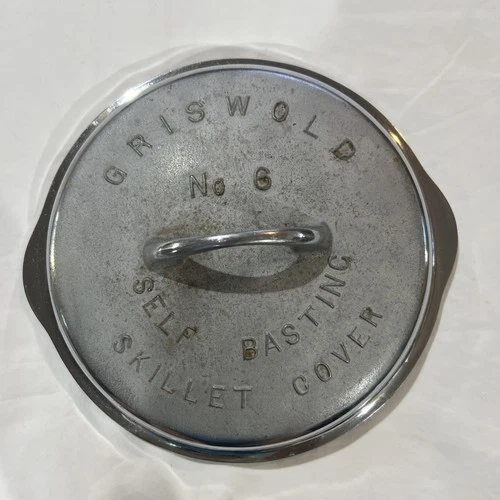 GRISWOLD
No 6
SELF BASTING
SKILLET COVER